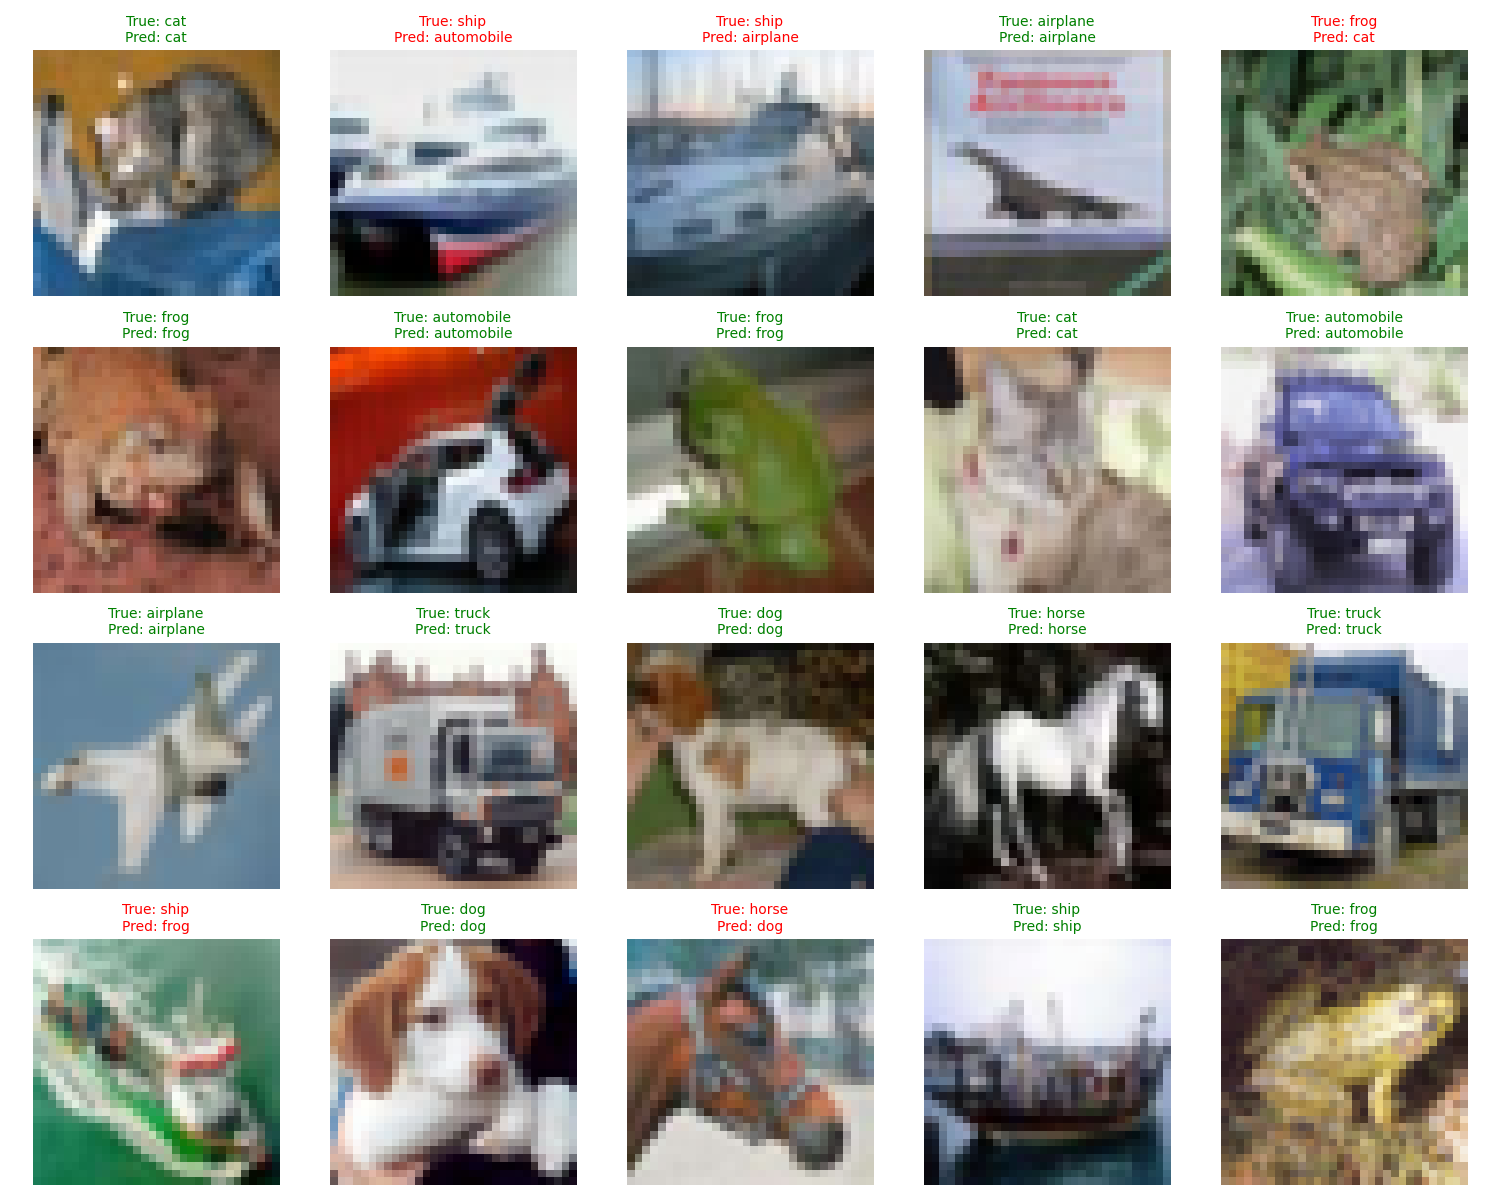 True: cat
Pred: cat
True: ship
Pred: automobile
True: ship
Pred: airplane
True: airplane
Pred: airplane
True: frog
Pred: cat
True: frog
Pred: frog
True: automobile
Pred: automobile
True: frog
Pred: frog
True: cat
Pred: cat
True: automobile
Pred: automobile
True: airplane
Pred: airplane
True: truck
Pred: truck
True: dog
Pred: dog
True: horse
Pred: horse
True: truck
Pred: truck
True: ship
Pred: frog
True: dog
Pred: dog
True: horse
Pred: dog
True: ship
Pred: ship
True: frog
Pred: frog